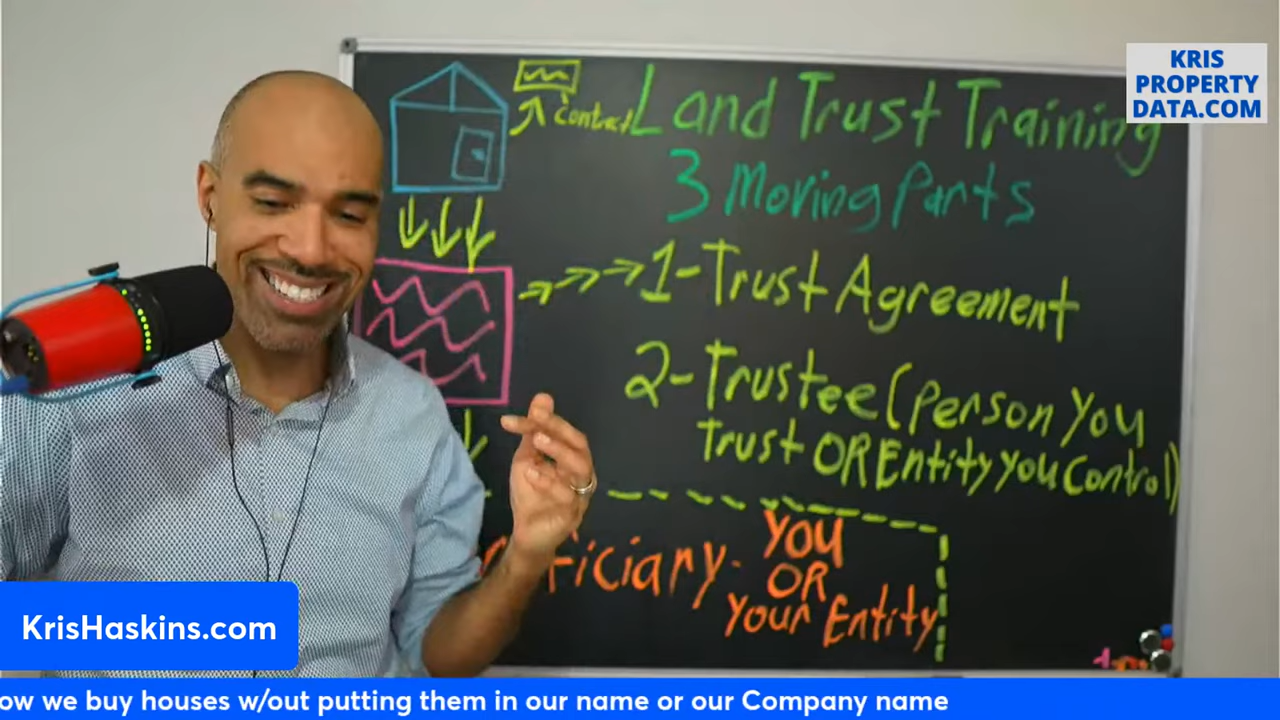 KRIS
PROPERTY
DATA.COM
contract
Land Trust Training
3 Moving Parts
1-Trust Agreement
2-Trustee (Person You
Trust OR Entity You Control)
ficiary-
YOU
OR
Your Entity
KrisHaskins.com
ow we buy houses w/out putting them in our name or our Company name